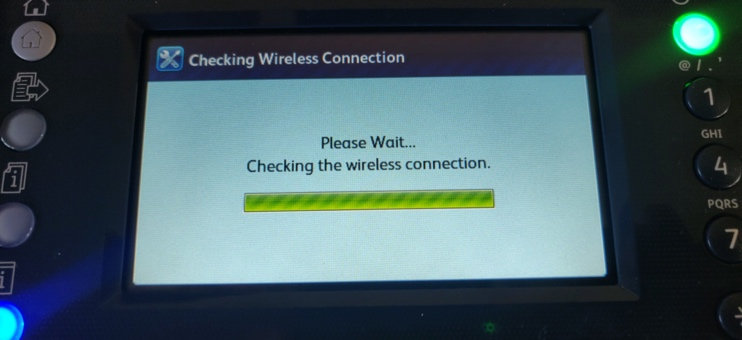 Checking Wireless Connection
Please Wait...
Checking the wireless connection.
@ / . '
1
GHI
4
PQRS
7
*
i
i